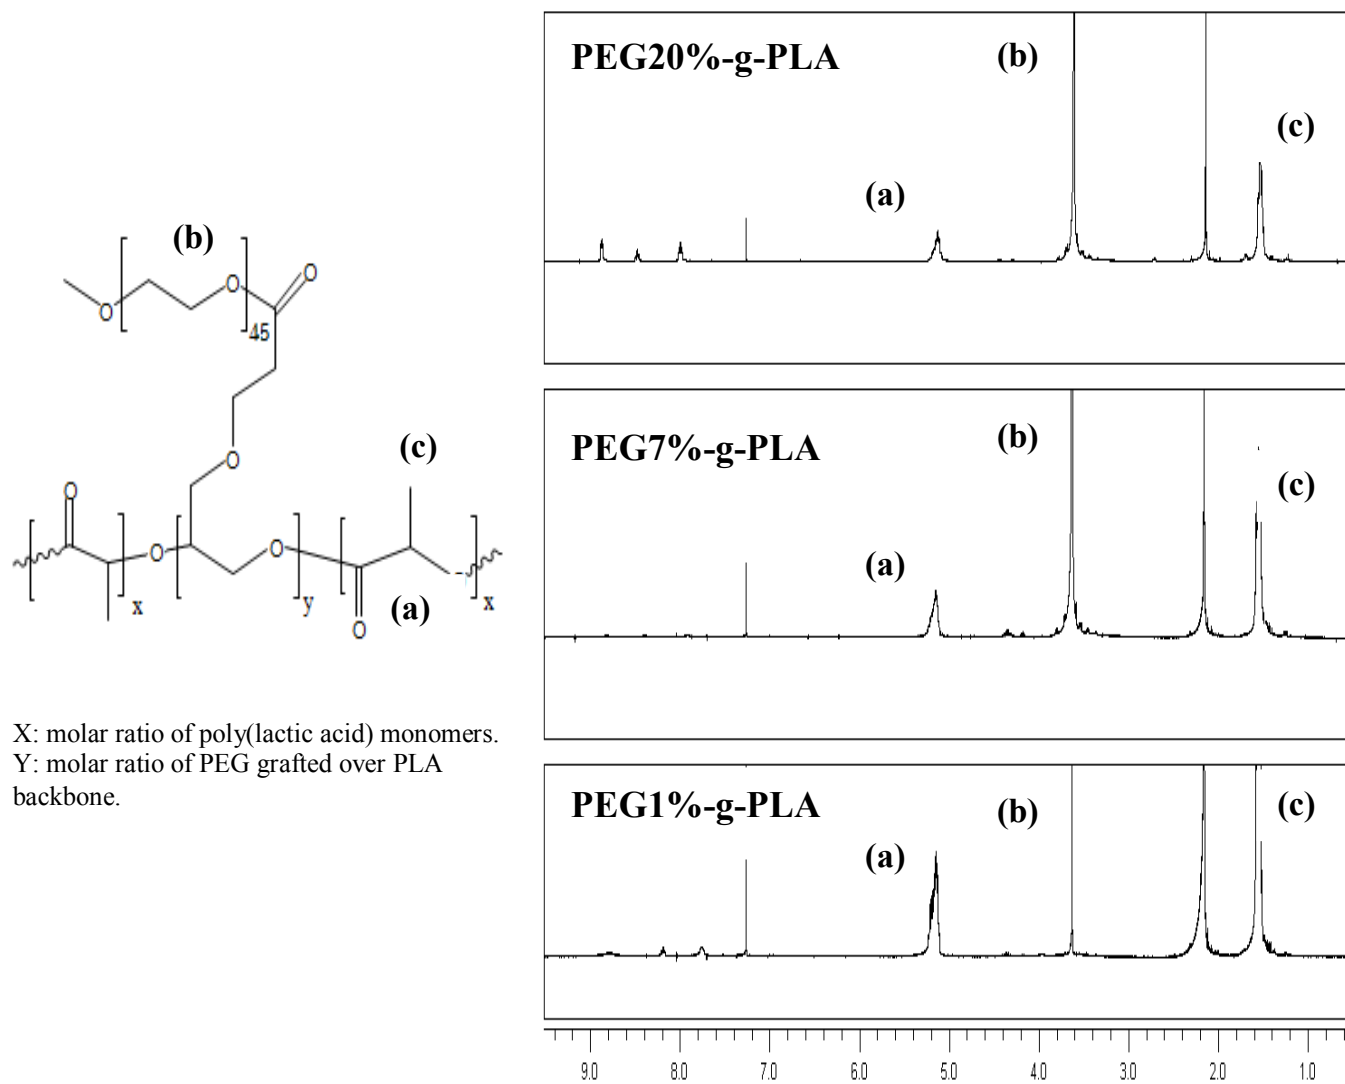 (b)
O
O
O
45
O
(c)
O
O
O
x
y
x
(a)
O
X: molar ratio of poly(lactic acid) monomers.
Y: molar ratio of PEG grafted over PLA
backbone.
PEG20%-g-PLA
(b)
(c)
(a)
PEG7%-g-PLA
(b)
(c)
(a)
PEG1%-g-PLA
(b)
(c)
(a)
9.0 8.0 7.0 6.0 5.0 4.0 3.0 2.0 1.0